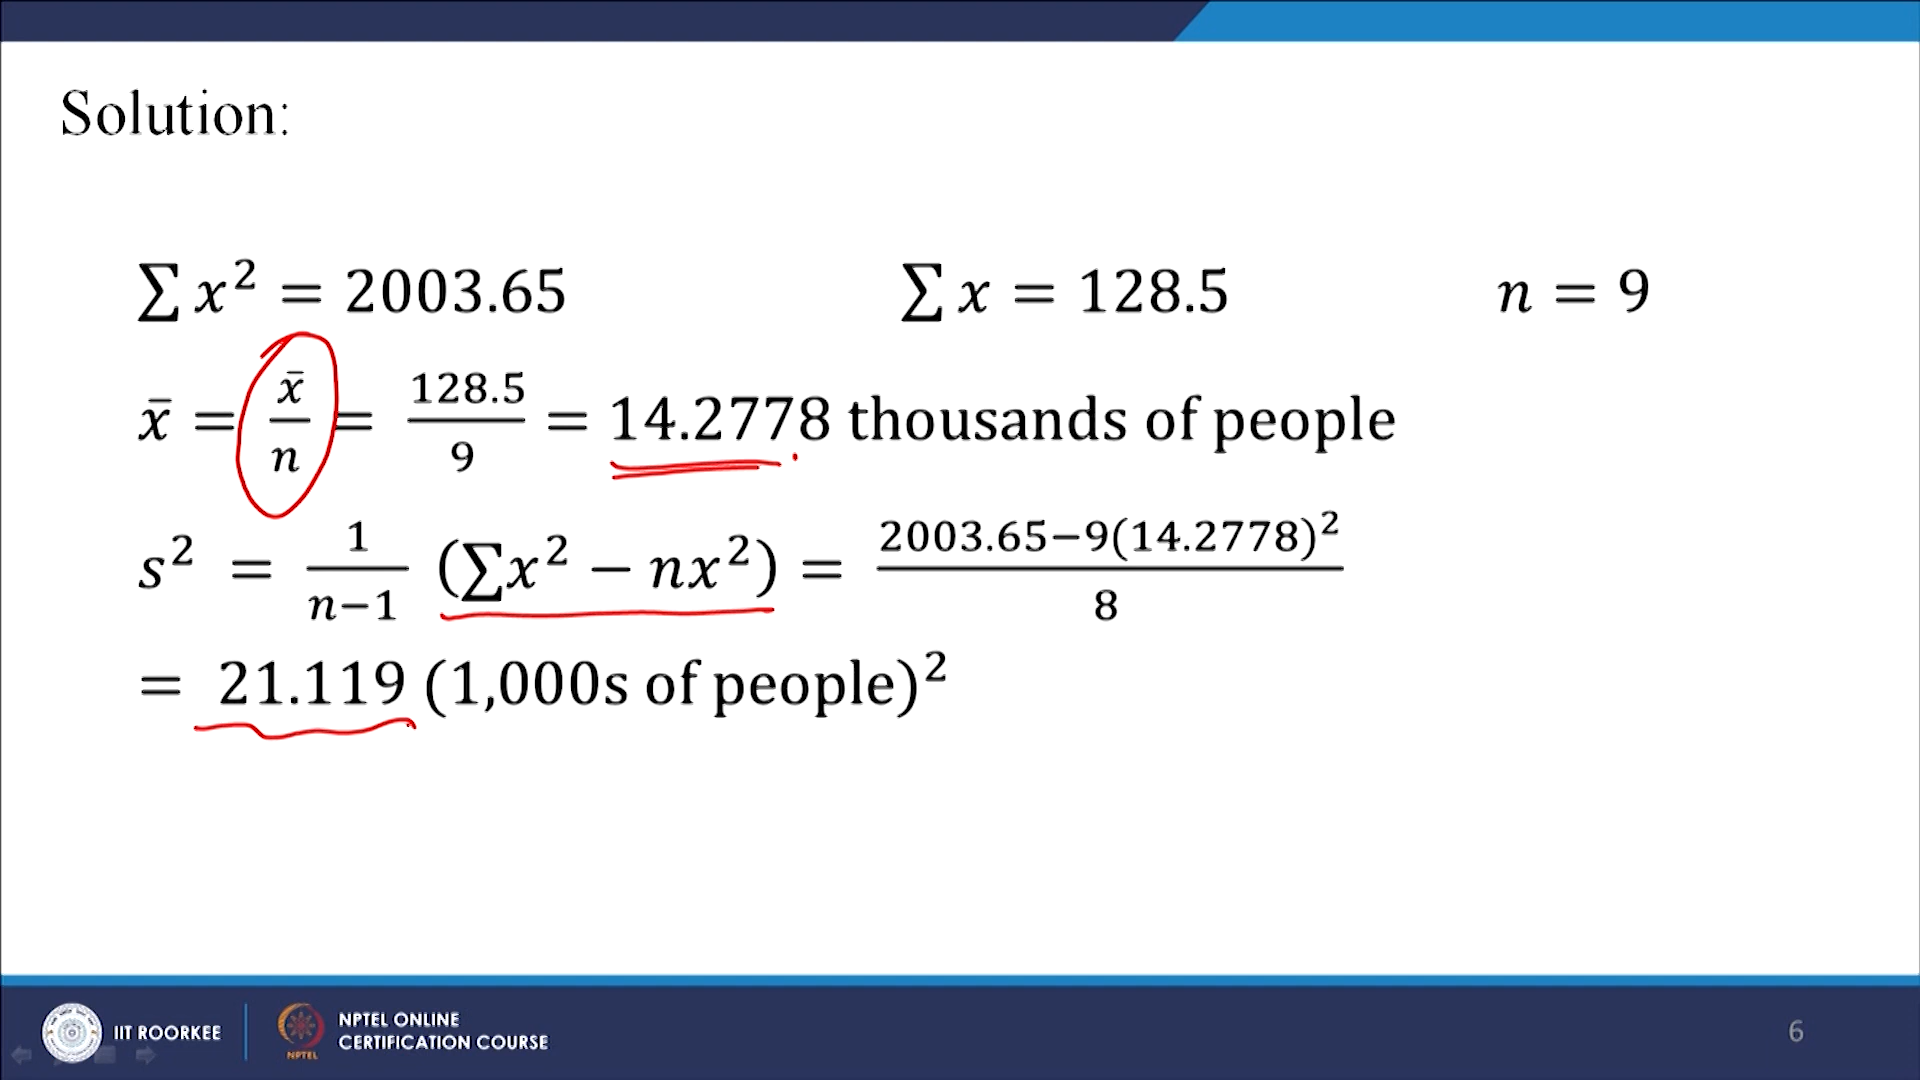 Solution:
∑ x² = 2003.65 ∑ x = 128.5 n = 9
x̄ = x̄/n = 128.5/9 = 14.2778 thousands of people
s² = 1/(n−1) (∑x² − nx²) = (2003.65−9(14.2778)²)/8
= 21.119 (1,000s of people)²
IIT ROORKEE
NPTEL
NPTEL ONLINE
CERTIFICATION COURSE
6